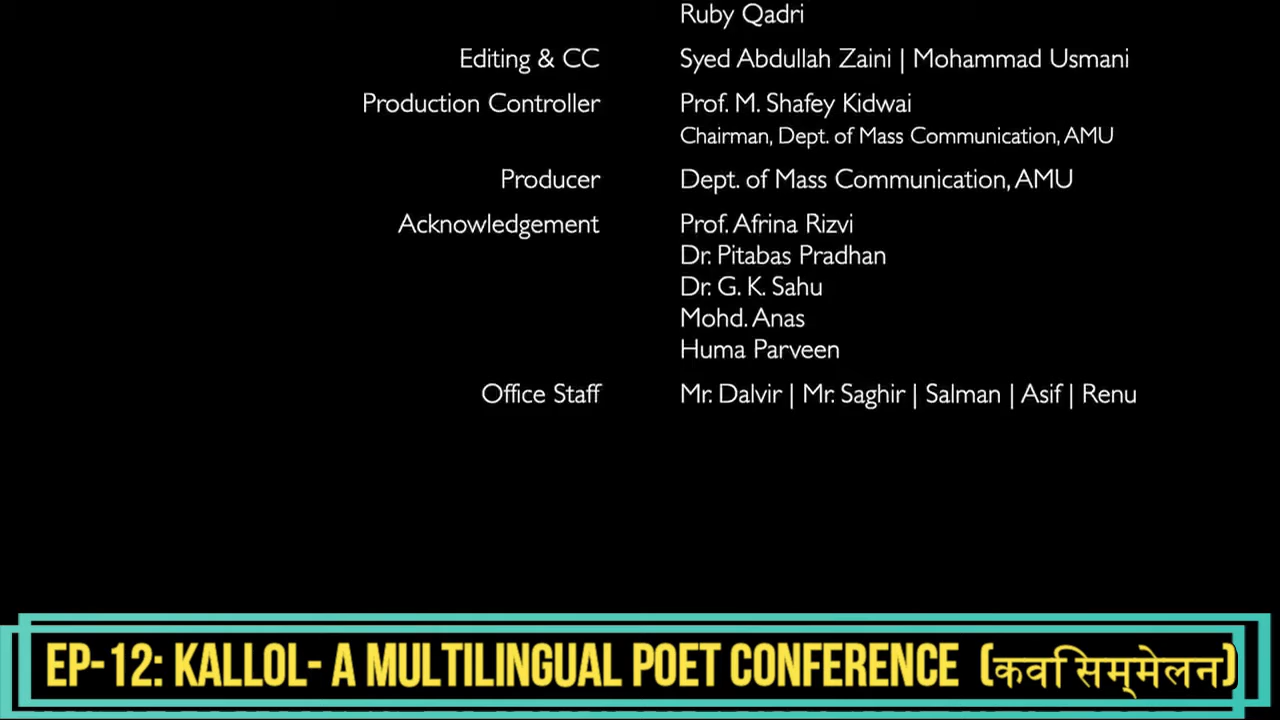 Ruby Qadri
Editing & CC Syed Abdullah Zaini | Mohammad Usmani
Production Controller Prof. M. Shafey Kidwai
Chairman, Dept. of Mass Communication, AMU
Producer Dept. of Mass Communication, AMU
Acknowledgement Prof. Afrina Rizvi
Dr. Pitabas Pradhan
Dr. G. K. Sahu
Mohd. Anas
Huma Parveen
Office Staff Mr. Dalvir | Mr. Saghir | Salman | Asif | Renu
EP-12: KALLOL- A MULTILINGUAL POET CONFERENCE (कवि सम्मेलन)